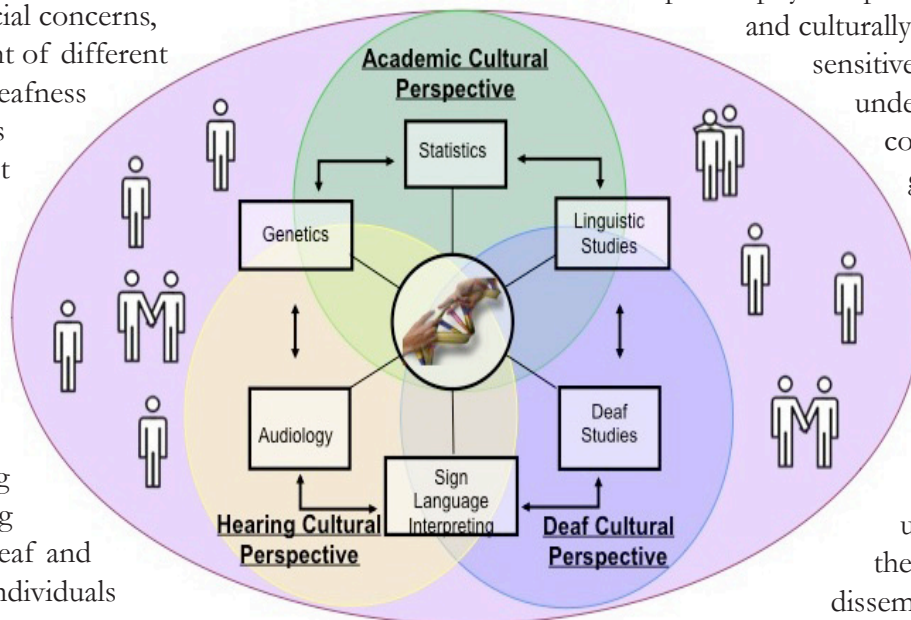 cial concerns,
nt of different
eafness
s
t
g
g
eaf and
ndividuals
Academic Cultural
Perspective
Statistics
Genetics
Linguistic
Studies
Audiology
Deaf
Studies
Sign
Language
Interpreting
Hearing Cultural
Perspective
Deaf Cultural
Perspective
and culturally
sensitive
unde
co
g
u
the
dissem